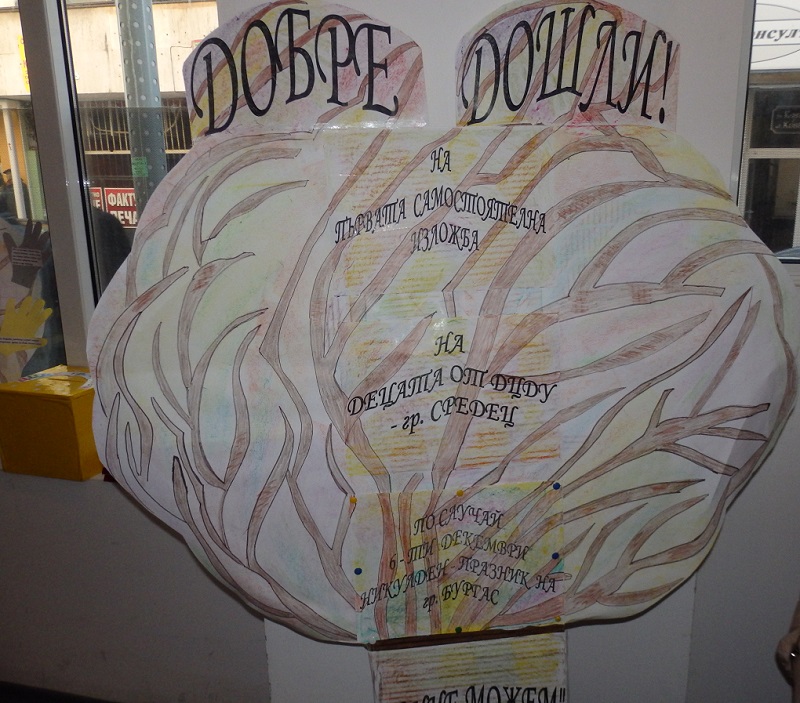 ДОБРЕ ДОШЛИ!
НА
ПЪРВАТА САМОСТОЯТЕЛНА
ИЗЛОЖБА
НА
ДЕЦАТА ОТ ДЦДУ
- гр. СРЕДЕЦ
ПО СЛУЧАЙ
6 - ТИ ДЕКЕМВРИ
НИКУЛДЕН - ПРАЗНИК НА
гр. БУРГАС
МОЖЕМ"